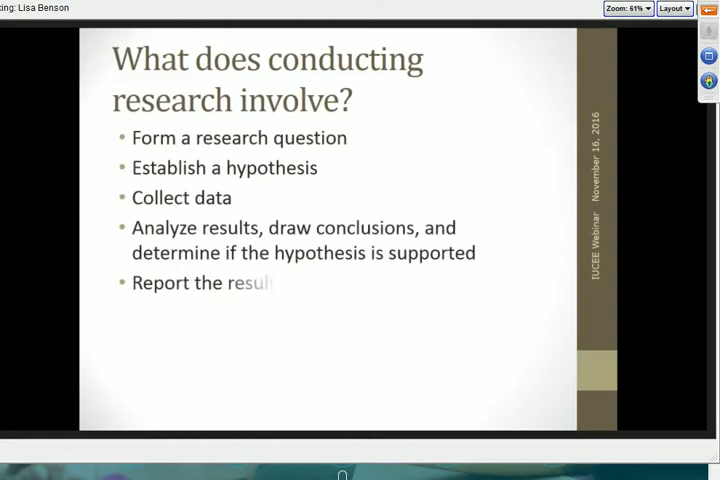 king: Lisa Benson
Zoom: 61%
Layout
What does conducting
research involve?
• Form a research question
• Establish a hypothesis
• Collect data
• Analyze results, draw conclusions, and
determine if the hypothesis is supported
• Report the resul
IUCEE Webinar November 16, 2016